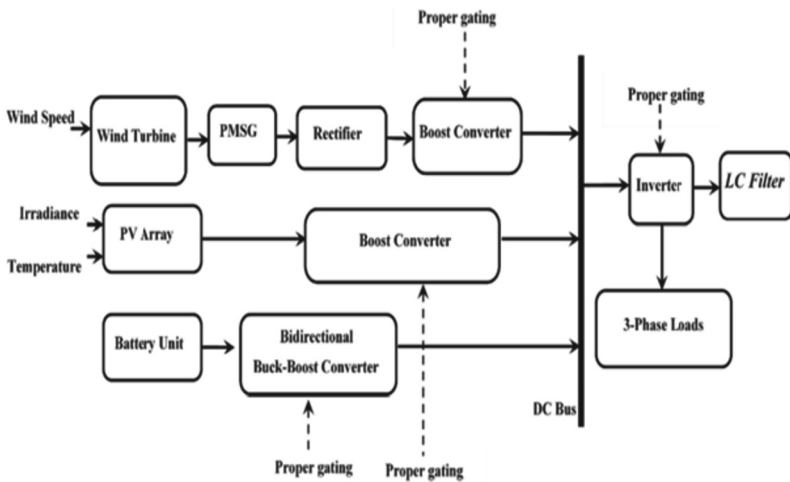 Proper gating
Wind Speed
Wind Turbine
PMSG
Rectifier
Boost Converter
Proper gating
Inverter
LC Filter
Irradiance
Temperature
PV Array
Boost Converter
3-Phase Loads
Battery Unit
Bidirectional
Buck-Boost Converter
DC Bus
Proper gating
Proper gating